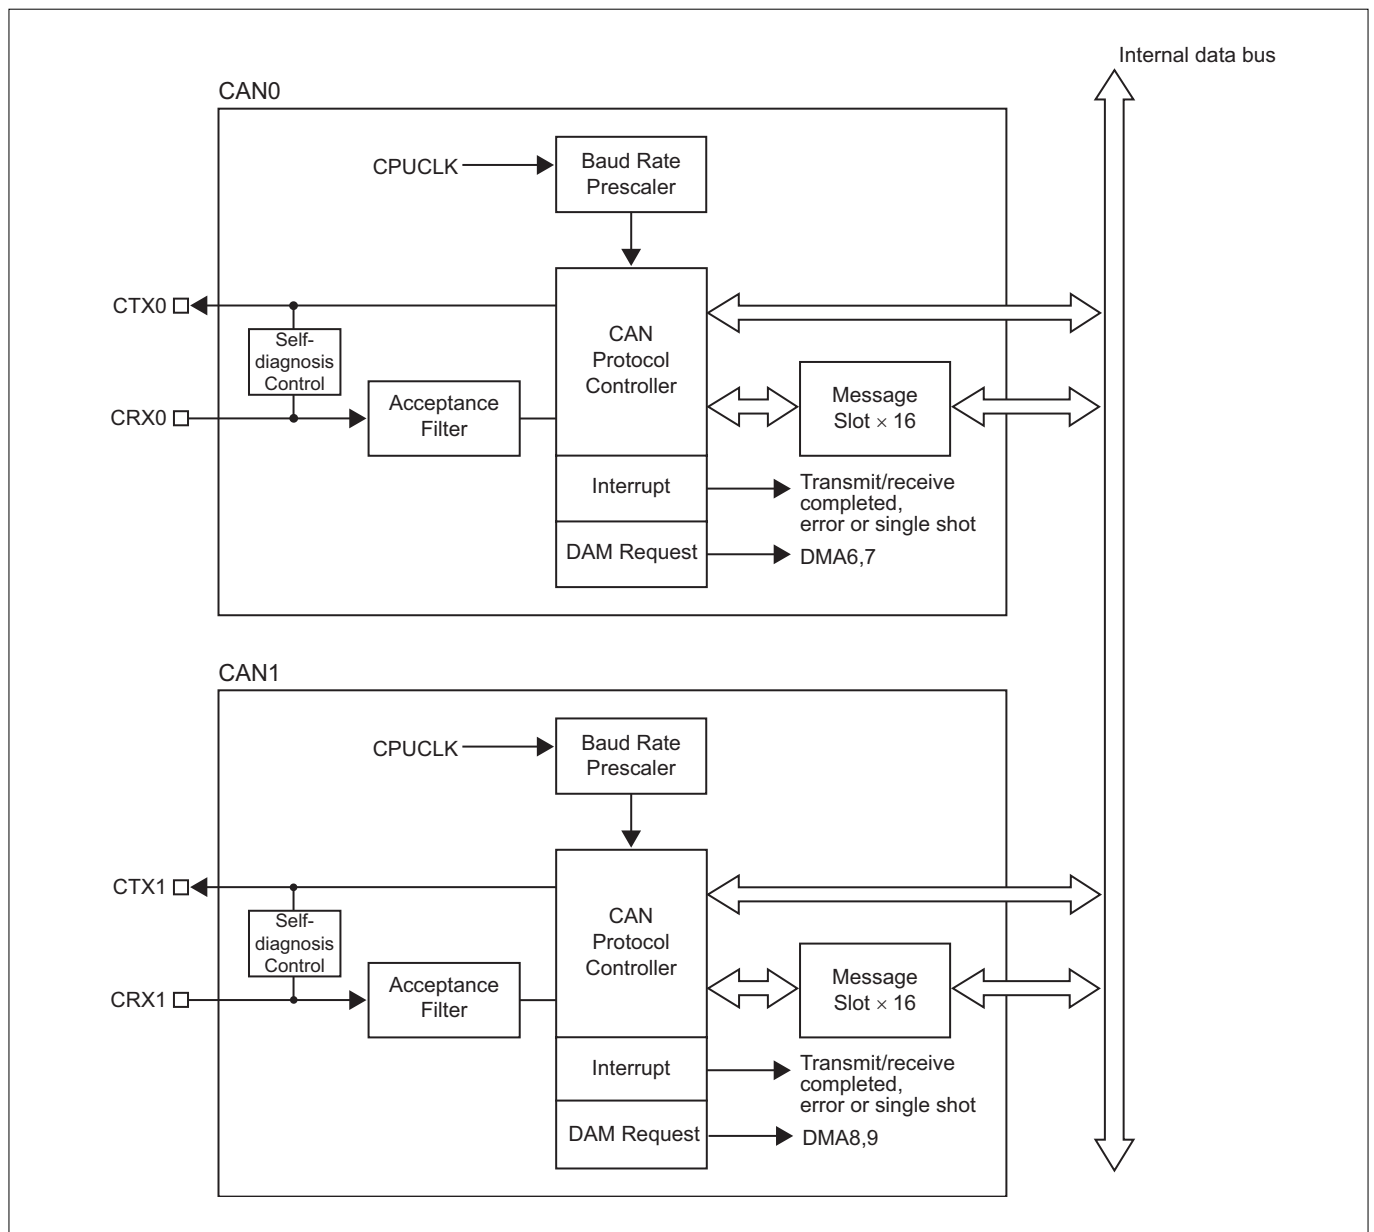 Internal data bus
CAN0
CPUCLK
Baud Rate
Prescaler
CTX0
Self-
diagnosis
Control
CAN
Protocol
Controller
CRX0
Acceptance
Filter
Message
Slot × 16
Interrupt
Transmit/receive
completed,
error or single shot
DAM Request
DMA6,7
CAN1
CPUCLK
Baud Rate
Prescaler
CTX1
Self-
diagnosis
Control
CAN
Protocol
Controller
CRX1
Acceptance
Filter
Message
Slot × 16
Interrupt
Transmit/receive
completed,
error or single shot
DAM Request
DMA8,9